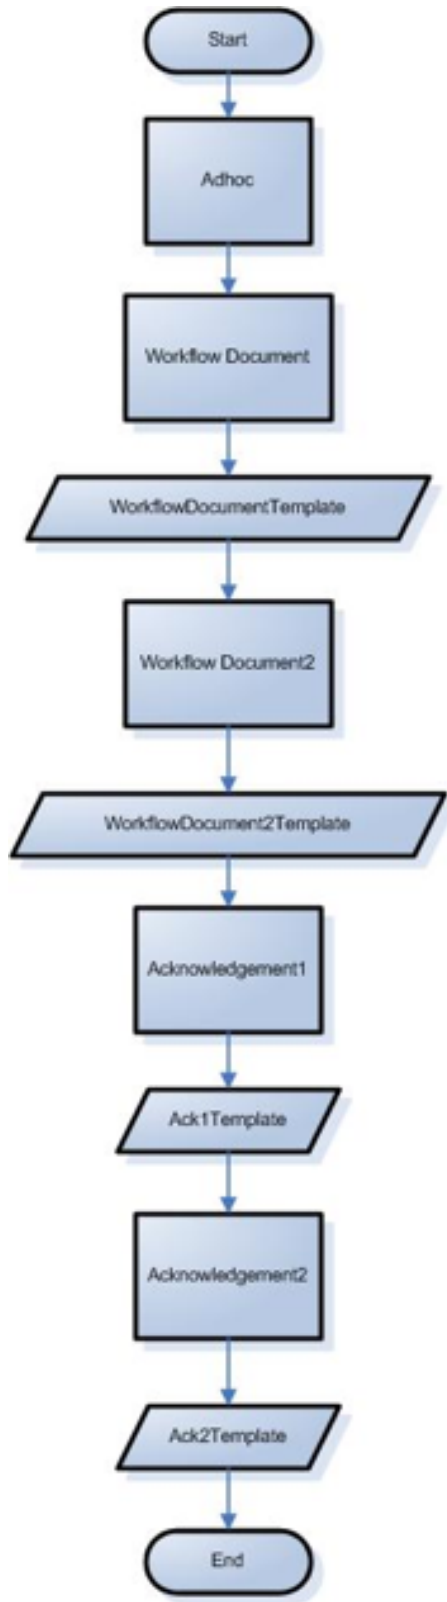 Start
Adhoc
Workflow Document
WorkflowDocumentTemplate
Workflow Document2
WorkflowDocument2Template
Acknowledgement1
Ack1Template
Acknowledgement2
Ack2Template
End